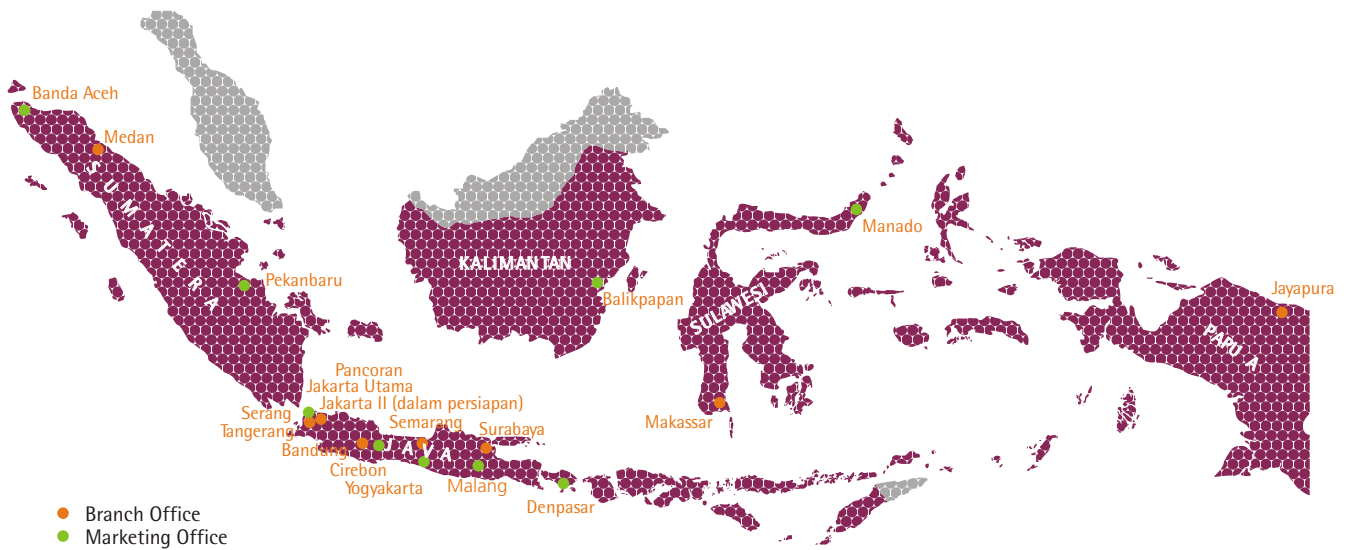 Banda Aceh
Medan
SUMATERA
Pekanbaru
KALIMANTAN
Balikpapan
Manado
SULAWESI
Makassar
Jayapura
PAPUA
Pancoran
Jakarta Utama
Jakarta II (dalam persiapan)
Serang
Tangerang
Semarang
Surabaya
Bandung
JAVA
Cirebon
Yogyakarta
Malang
Denpasar
Branch Office
Marketing Office